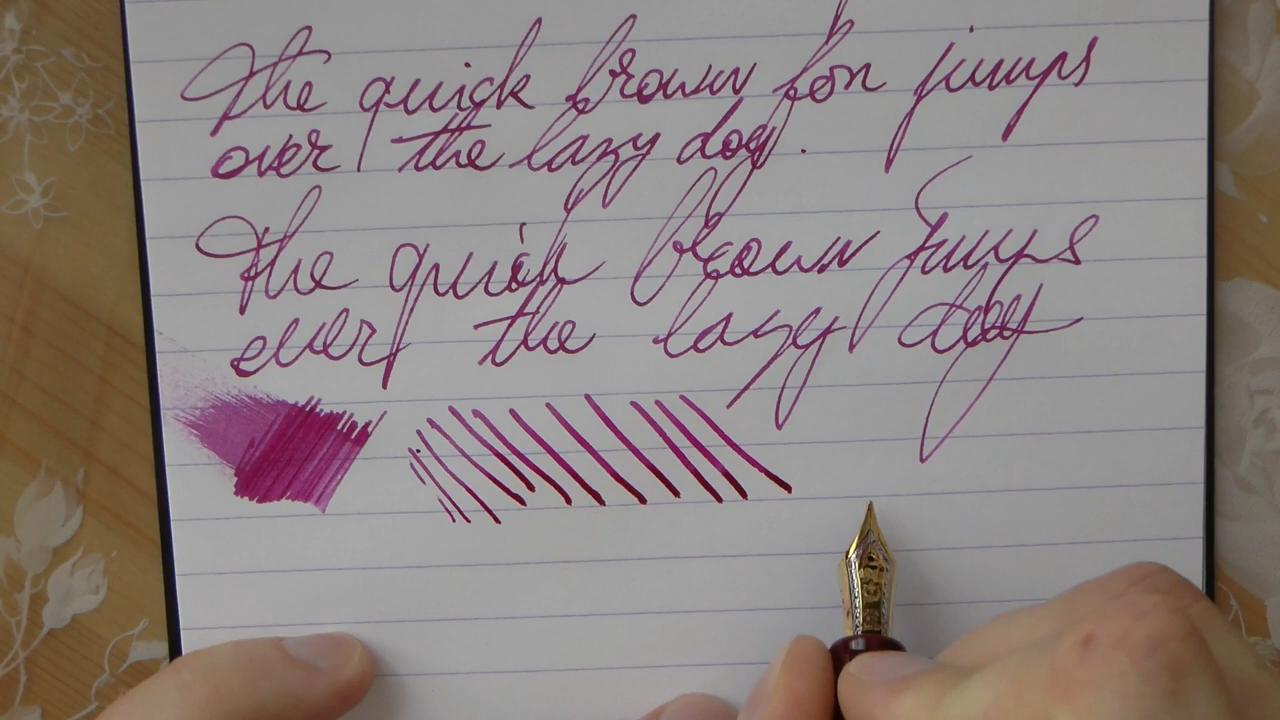 The quick brown fox jumps
over the lazy dog.
The quick brown jumps
over the lazy dog